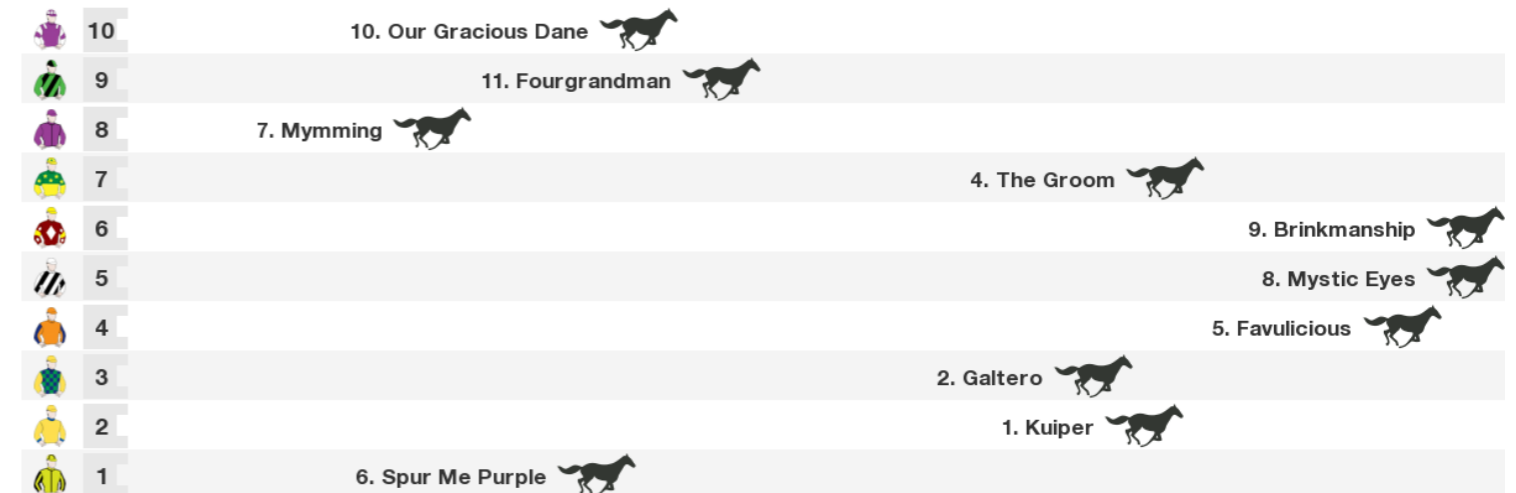 10 10. Our Gracious Dane
9 11. Fourgrandman
8 7. Mymming
7 4. The Groom
6 9. Brinkmanship
5 8. Mystic Eyes
4 5. Favulicious
3 2. Galtero
2 1. Kuiper
1 6. Spur Me Purple